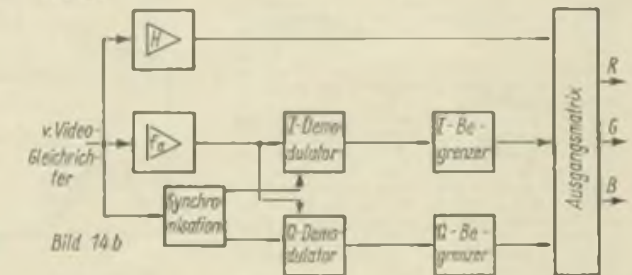 H
R
v. Video-
Gleichrich-
ter
I-Demo-
dulator
I-Be-
grenzer
G
Ausgangsmatrix
B
Synchro-
nisation
Q-Demo-
dulator
Q-Be-
grenzer
Bild 14b